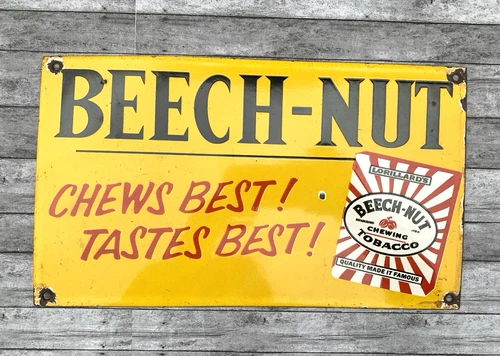 BEECH-NUT
CHEWS BEST!
TASTES BEST!
LORILLARD'S
BEECH-NUT
CHEWING
TOBACCO
QUALITY MADE IT FAMOUS